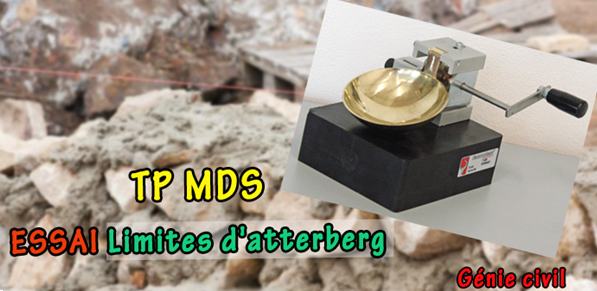 TP MDS
ESSAI Limites d'atterberg
Génie civil